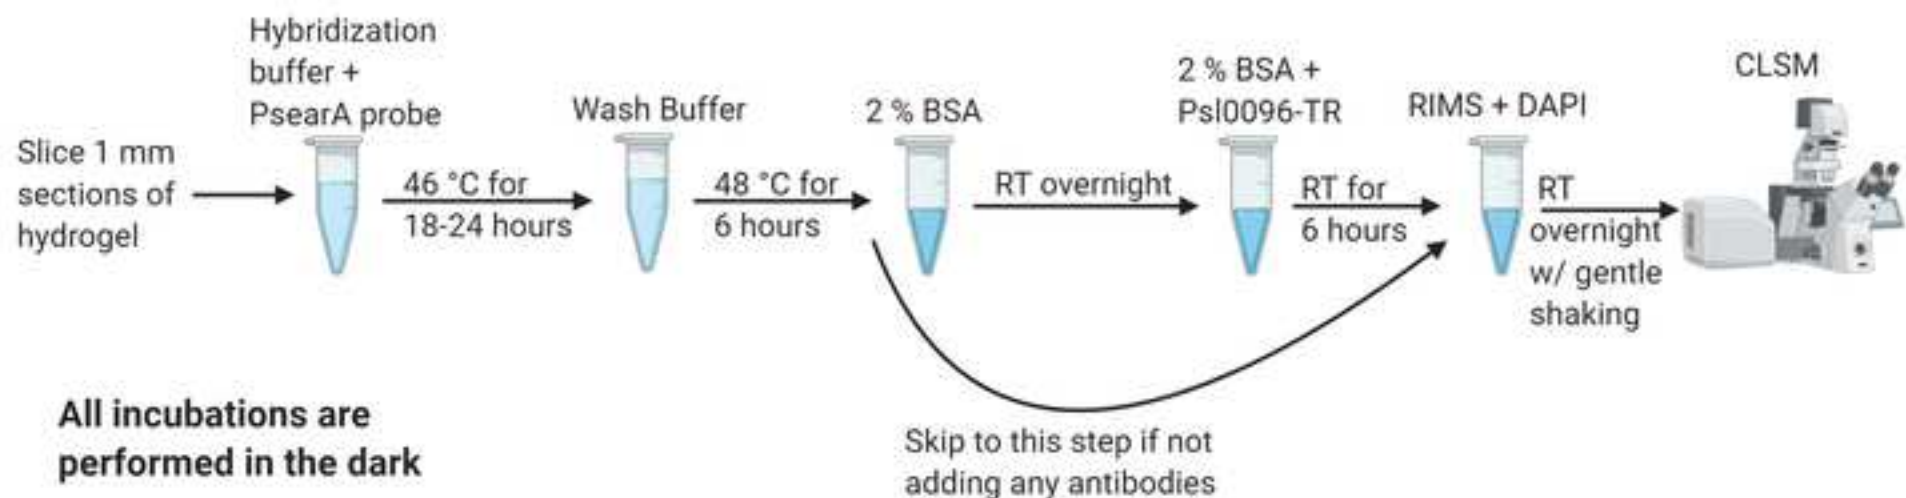 Slice 1 mm
sections of
hydrogel
Hybridization
buffer +
PsearA probe
46 °C for
18-24 hours
Wash Buffer
48 °C for
6 hours
2 % BSA
RT overnight
2 % BSA +
Psl0096-TR
RT for
6 hours
RIMS + DAPI
RT
overnight
w/ gentle
shaking
CLSM
Skip to this step if not
adding any antibodies
All incubations are
performed in the dark